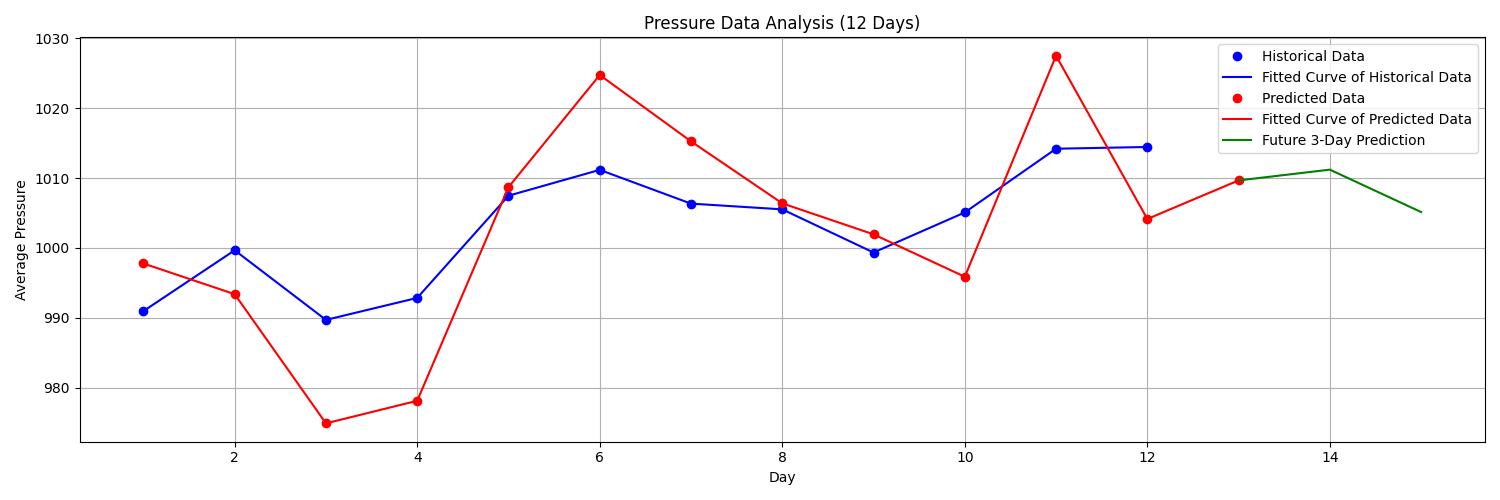 Pressure Data Analysis (12 Days)
1030
1020
1010
1000
990
980
Average Pressure
2 4 6 8 10 12 14
Day
Historical Data
Fitted Curve of Historical Data
Predicted Data
Fitted Curve of Predicted Data
Future 3-Day Prediction